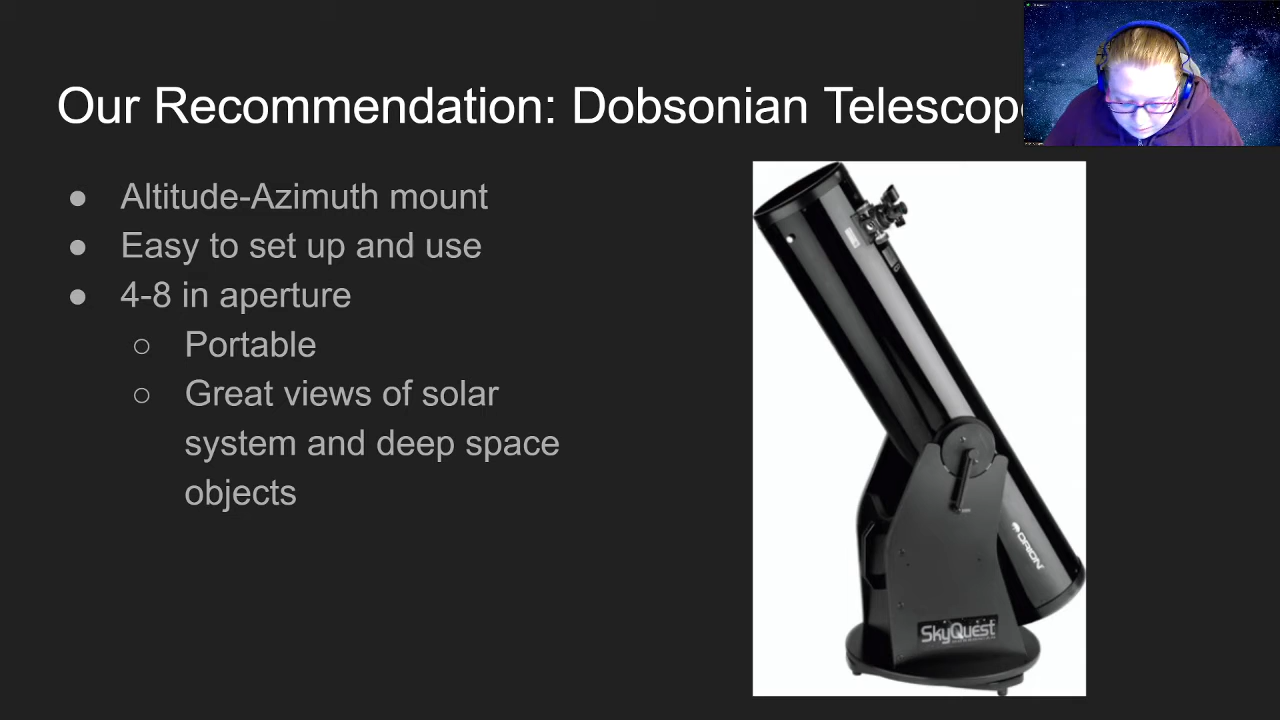 Our Recommendation: Dobsonian Telescope
Altitude-Azimuth mount
Easy to set up and use
4-8 in aperture
Portable
Great views of solar
system and deep space
objects
ORION
SkyQuest